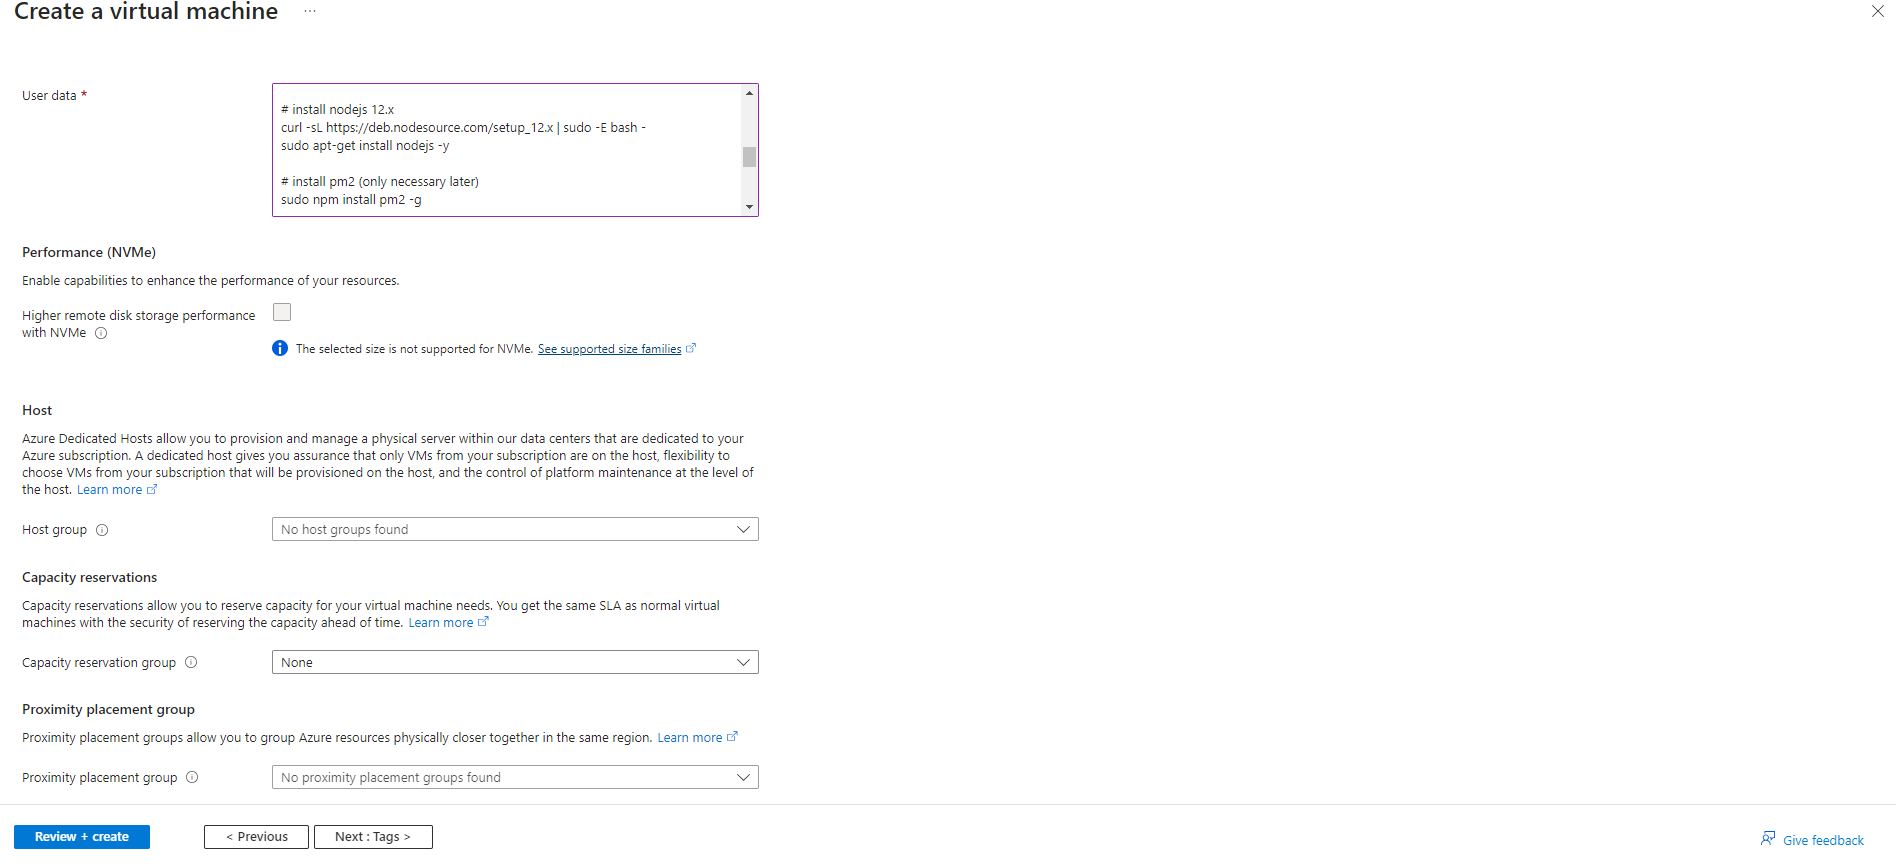 Create a virtual machine ...
User data *
# install nodejs 12.x
curl -sL https://deb.nodesource.com/setup_12.x | sudo -E bash -
sudo apt-get install nodejs -y
# install pm2 (only necessary later)
sudo npm install pm2 -g
Performance (NVMe)
Enable capabilities to enhance the performance of your resources.
Higher remote disk storage performance
with NVMe
The selected size is not supported for NVMe. See supported size families
Host
Azure Dedicated Hosts allow you to provision and manage a physical server within our data centers that are dedicated to your
Azure subscription. A dedicated host gives you assurance that only VMs from your subscription are on the host, flexibility to
choose VMs from your subscription that will be provisioned on the host, and the control of platform maintenance at the level of
the host. Learn more
Host group
No host groups found
Capacity reservations
Capacity reservations allow you to reserve capacity for your virtual machine needs. You get the same SLA as normal virtual
machines with the security of reserving the capacity ahead of time. Learn more
Capacity reservation group
None
Proximity placement group
Proximity placement groups allow you to group Azure resources physically closer together in the same region. Learn more
Proximity placement group
No proximity placement groups found
Review + create
< Previous
Next : Tags >
Give feedback